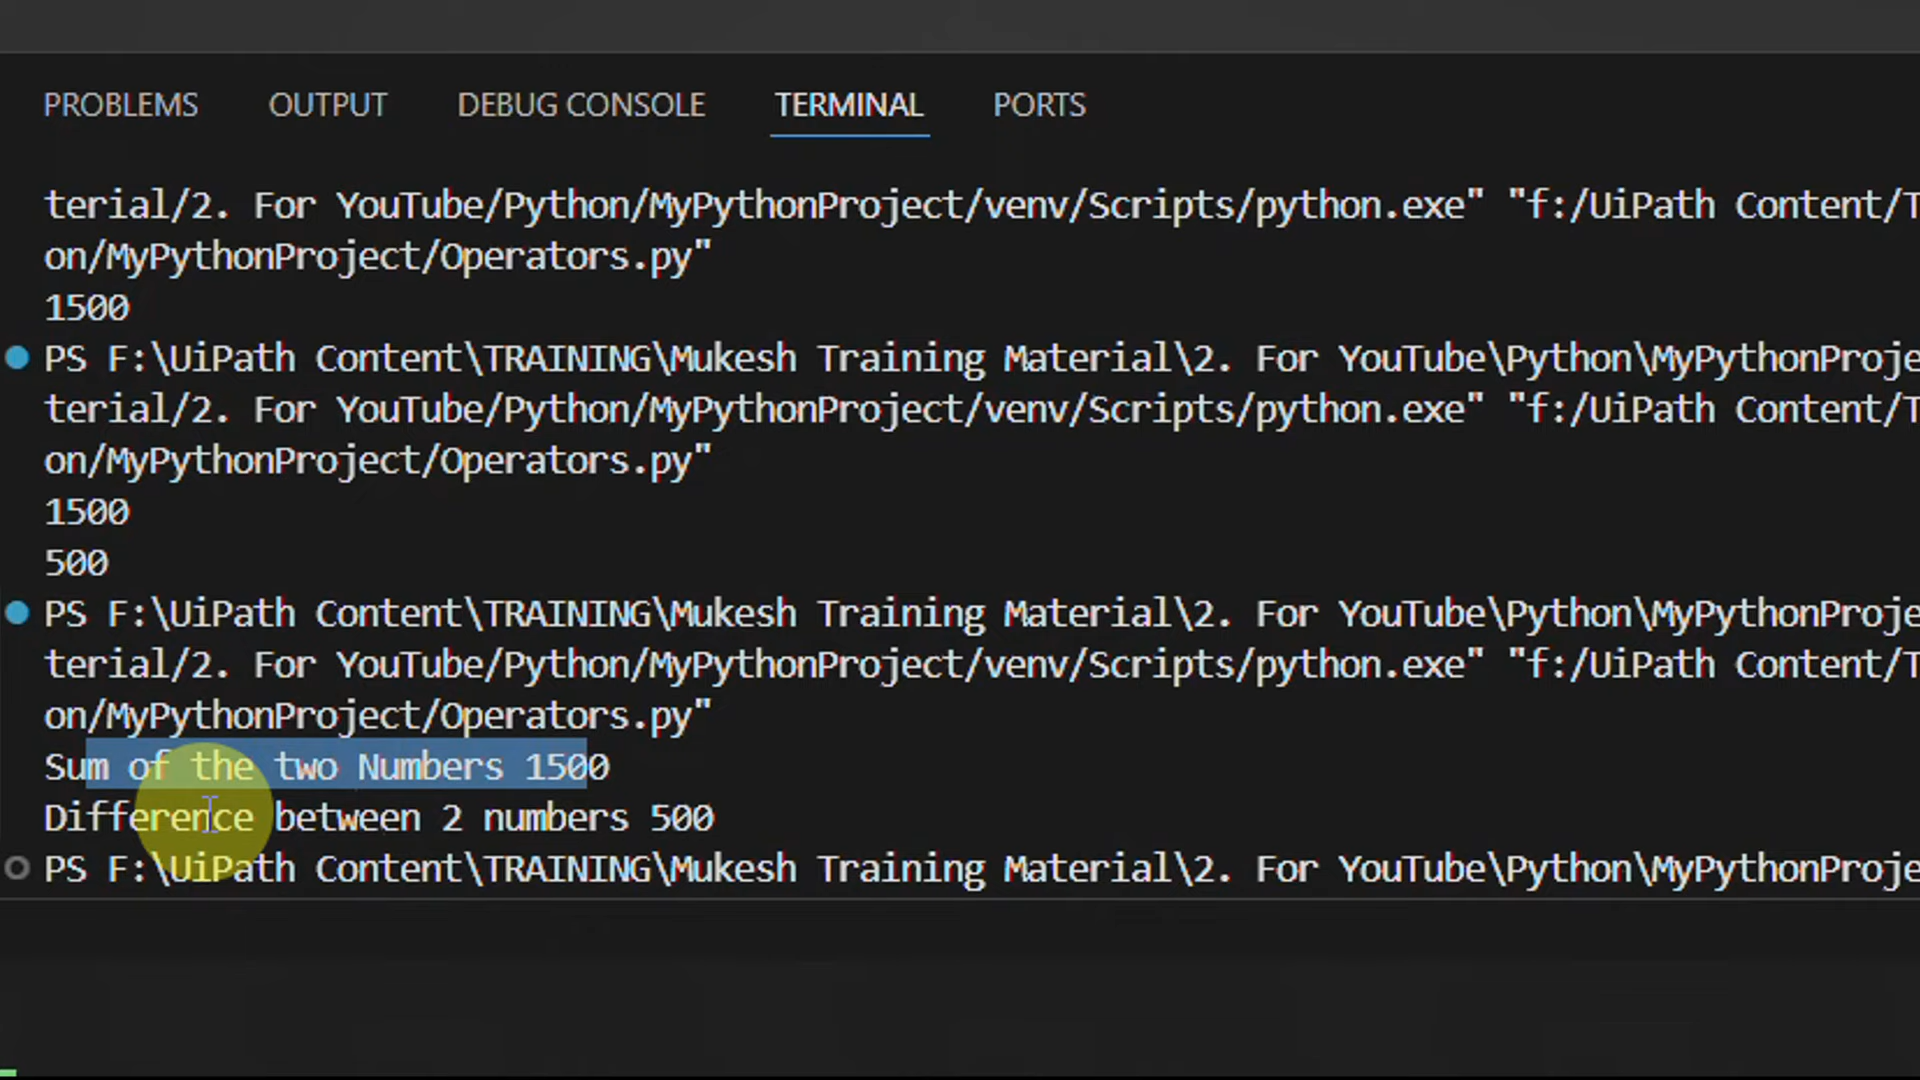 PROBLEMS OUTPUT DEBUG CONSOLE TERMINAL PORTS
terial/2. For YouTube/Python/MyPythonProject/venv/Scripts/python.exe" "f:/UiPath Content/T
on/MyPythonProject/Operators.py"
1500
PS F:\UiPath Content\TRAINING\Mukesh Training Material\2. For YouTube\Python\MyPythonProje
terial/2. For YouTube/Python/MyPythonProject/venv/Scripts/python.exe" "f:/UiPath Content/T
on/MyPythonProject/Operators.py"
1500
500
PS F:\UiPath Content\TRAINING\Mukesh Training Material\2. For YouTube\Python\MyPythonProje
terial/2. For YouTube/Python/MyPythonProject/venv/Scripts/python.exe" "f:/UiPath Content/T
on/MyPythonProject/Operators.py"
Sum of the two Numbers 1500
Difference between 2 numbers 500
PS F:\UiPath Content\TRAINING\Mukesh Training Material\2. For YouTube\Python\MyPythonProje